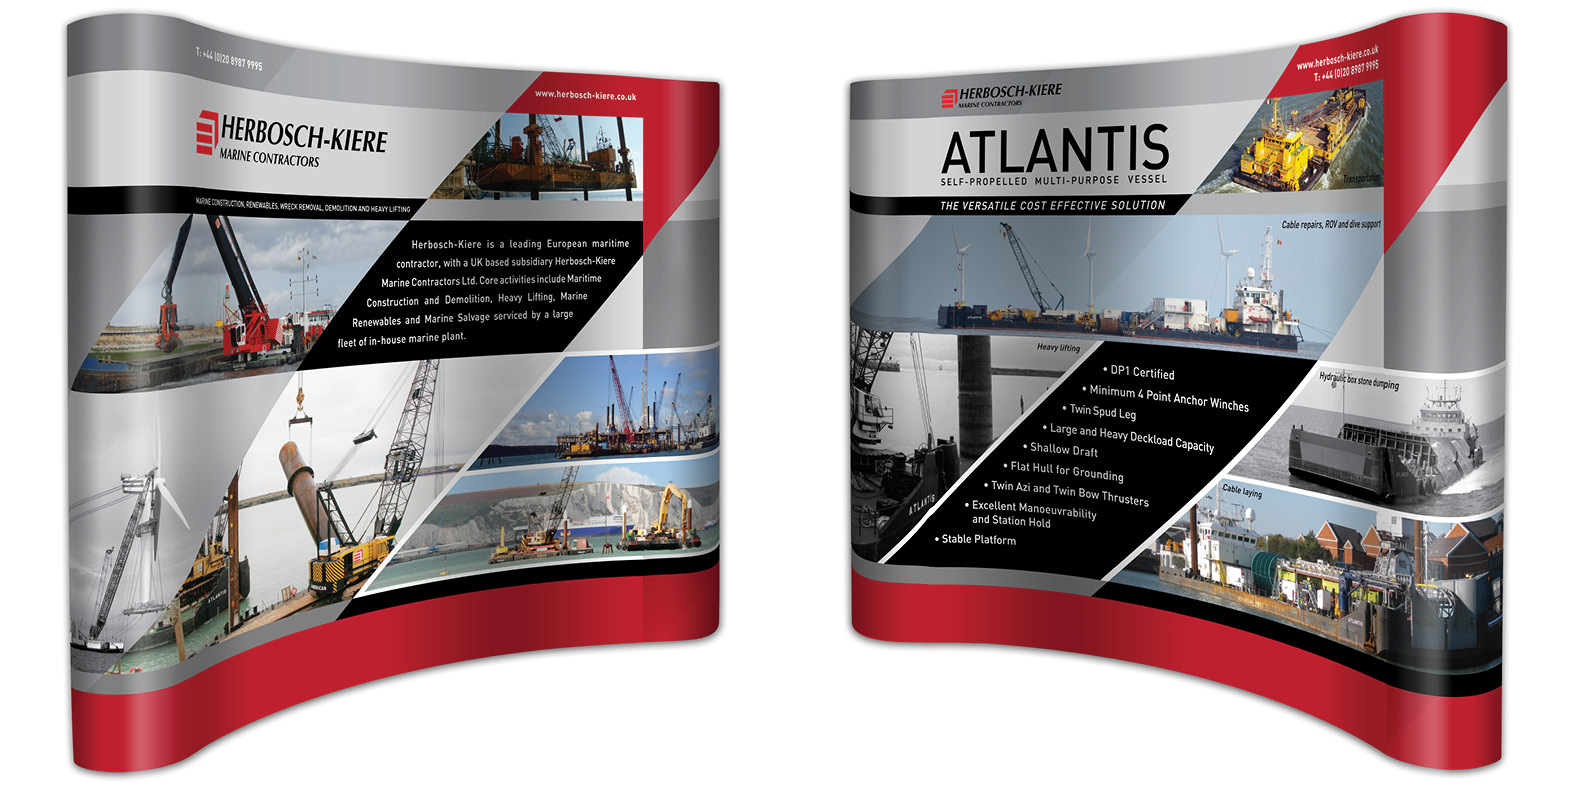 T: +44 (0)20 8987 9995
www.herbosch-kiere.co.uk
HERBOSCH-KIERE
MARINE CONTRACTORS
MARINE CONSTRUCTION, RENEWABLES, WRECK REMOVAL, DEMOLITION AND HEAVY LIFTING
Herbosch-Kiere is a leading European maritime
contractor, with a UK based subsidiary Herbosch-Kiere
Marine Contractors Ltd. Core activities include Maritime
Construction and Demolition, Heavy Lifting, Marine
Renewables and Marine Salvage serviced by a large
fleet of in-house marine plant.
ATLANTIS
AMERICAN
www.herbosch-kiere.co.uk
T: +44 (0)20 8987 9995
HERBOSCH-KIERE
MARINE CONTRACTORS
ATLANTIS
SELF-PROPELLED MULTI-PURPOSE VESSEL
THE VERSATILE COST EFFECTIVE SOLUTION
Transportation
Cable repairs, ROV and dive support
ATLANTIS
Heavy lifting
• DP1 Certified
• Minimum 4 Point Anchor Winches
• Twin Spud Leg
• Large and Heavy Deckload Capacity
• Shallow Draft
• Flat Hull for Grounding
• Twin Azi and Twin Bow Thrusters
• Excellent Manoeuvrability
and Station Hold
• Stable Platform
ATLANTIS
Hydraulic box stone dumping
Cable laying
ATLANTIS